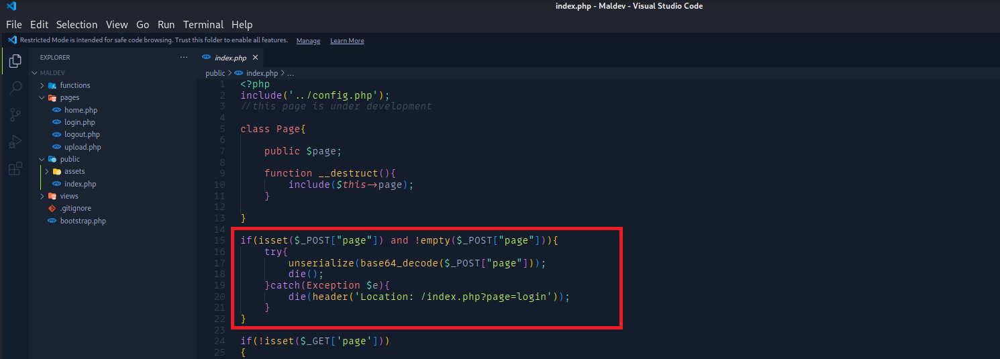 index.php - Maldev - Visual Studio Code
File Edit Selection View Go Run Terminal Help
Restricted Mode is intended for safe code browsing. Trust this folder to enable all features. Manage Learn More
EXPLORER ...
MALDEV
functions
pages
home.php
login.php
logout.php
upload.php
public
assets
index.php
views
.gitignore
bootstrap.php
index.php
public > index.php > ...
1 <?php
2 include('../config.php');
3 //this page is under development
4
5 class Page{
6
7     public $page;
8
9     function __destruct(){
10         include($this->page);
11     }
12
13 }
14
15 if(isset($_POST["page"]) and !empty($_POST["page"])){
16     try{
17         unserialize(base64_decode($_POST["page"]));
18         die();
19     }catch(Exception $e){
20         die(header('Location: /index.php?page=login'));
21     }
22 }
23
24 if(!isset($_GET['page']))
25 {